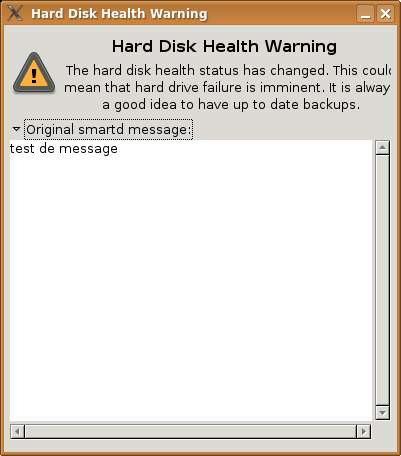 Hard Disk Health Warning
Hard Disk Health Warning
The hard disk health status has changed. This could
mean that hard drive failure is imminent. It is alway
a good idea to have up to date backups.
Original smartd message:
test de message